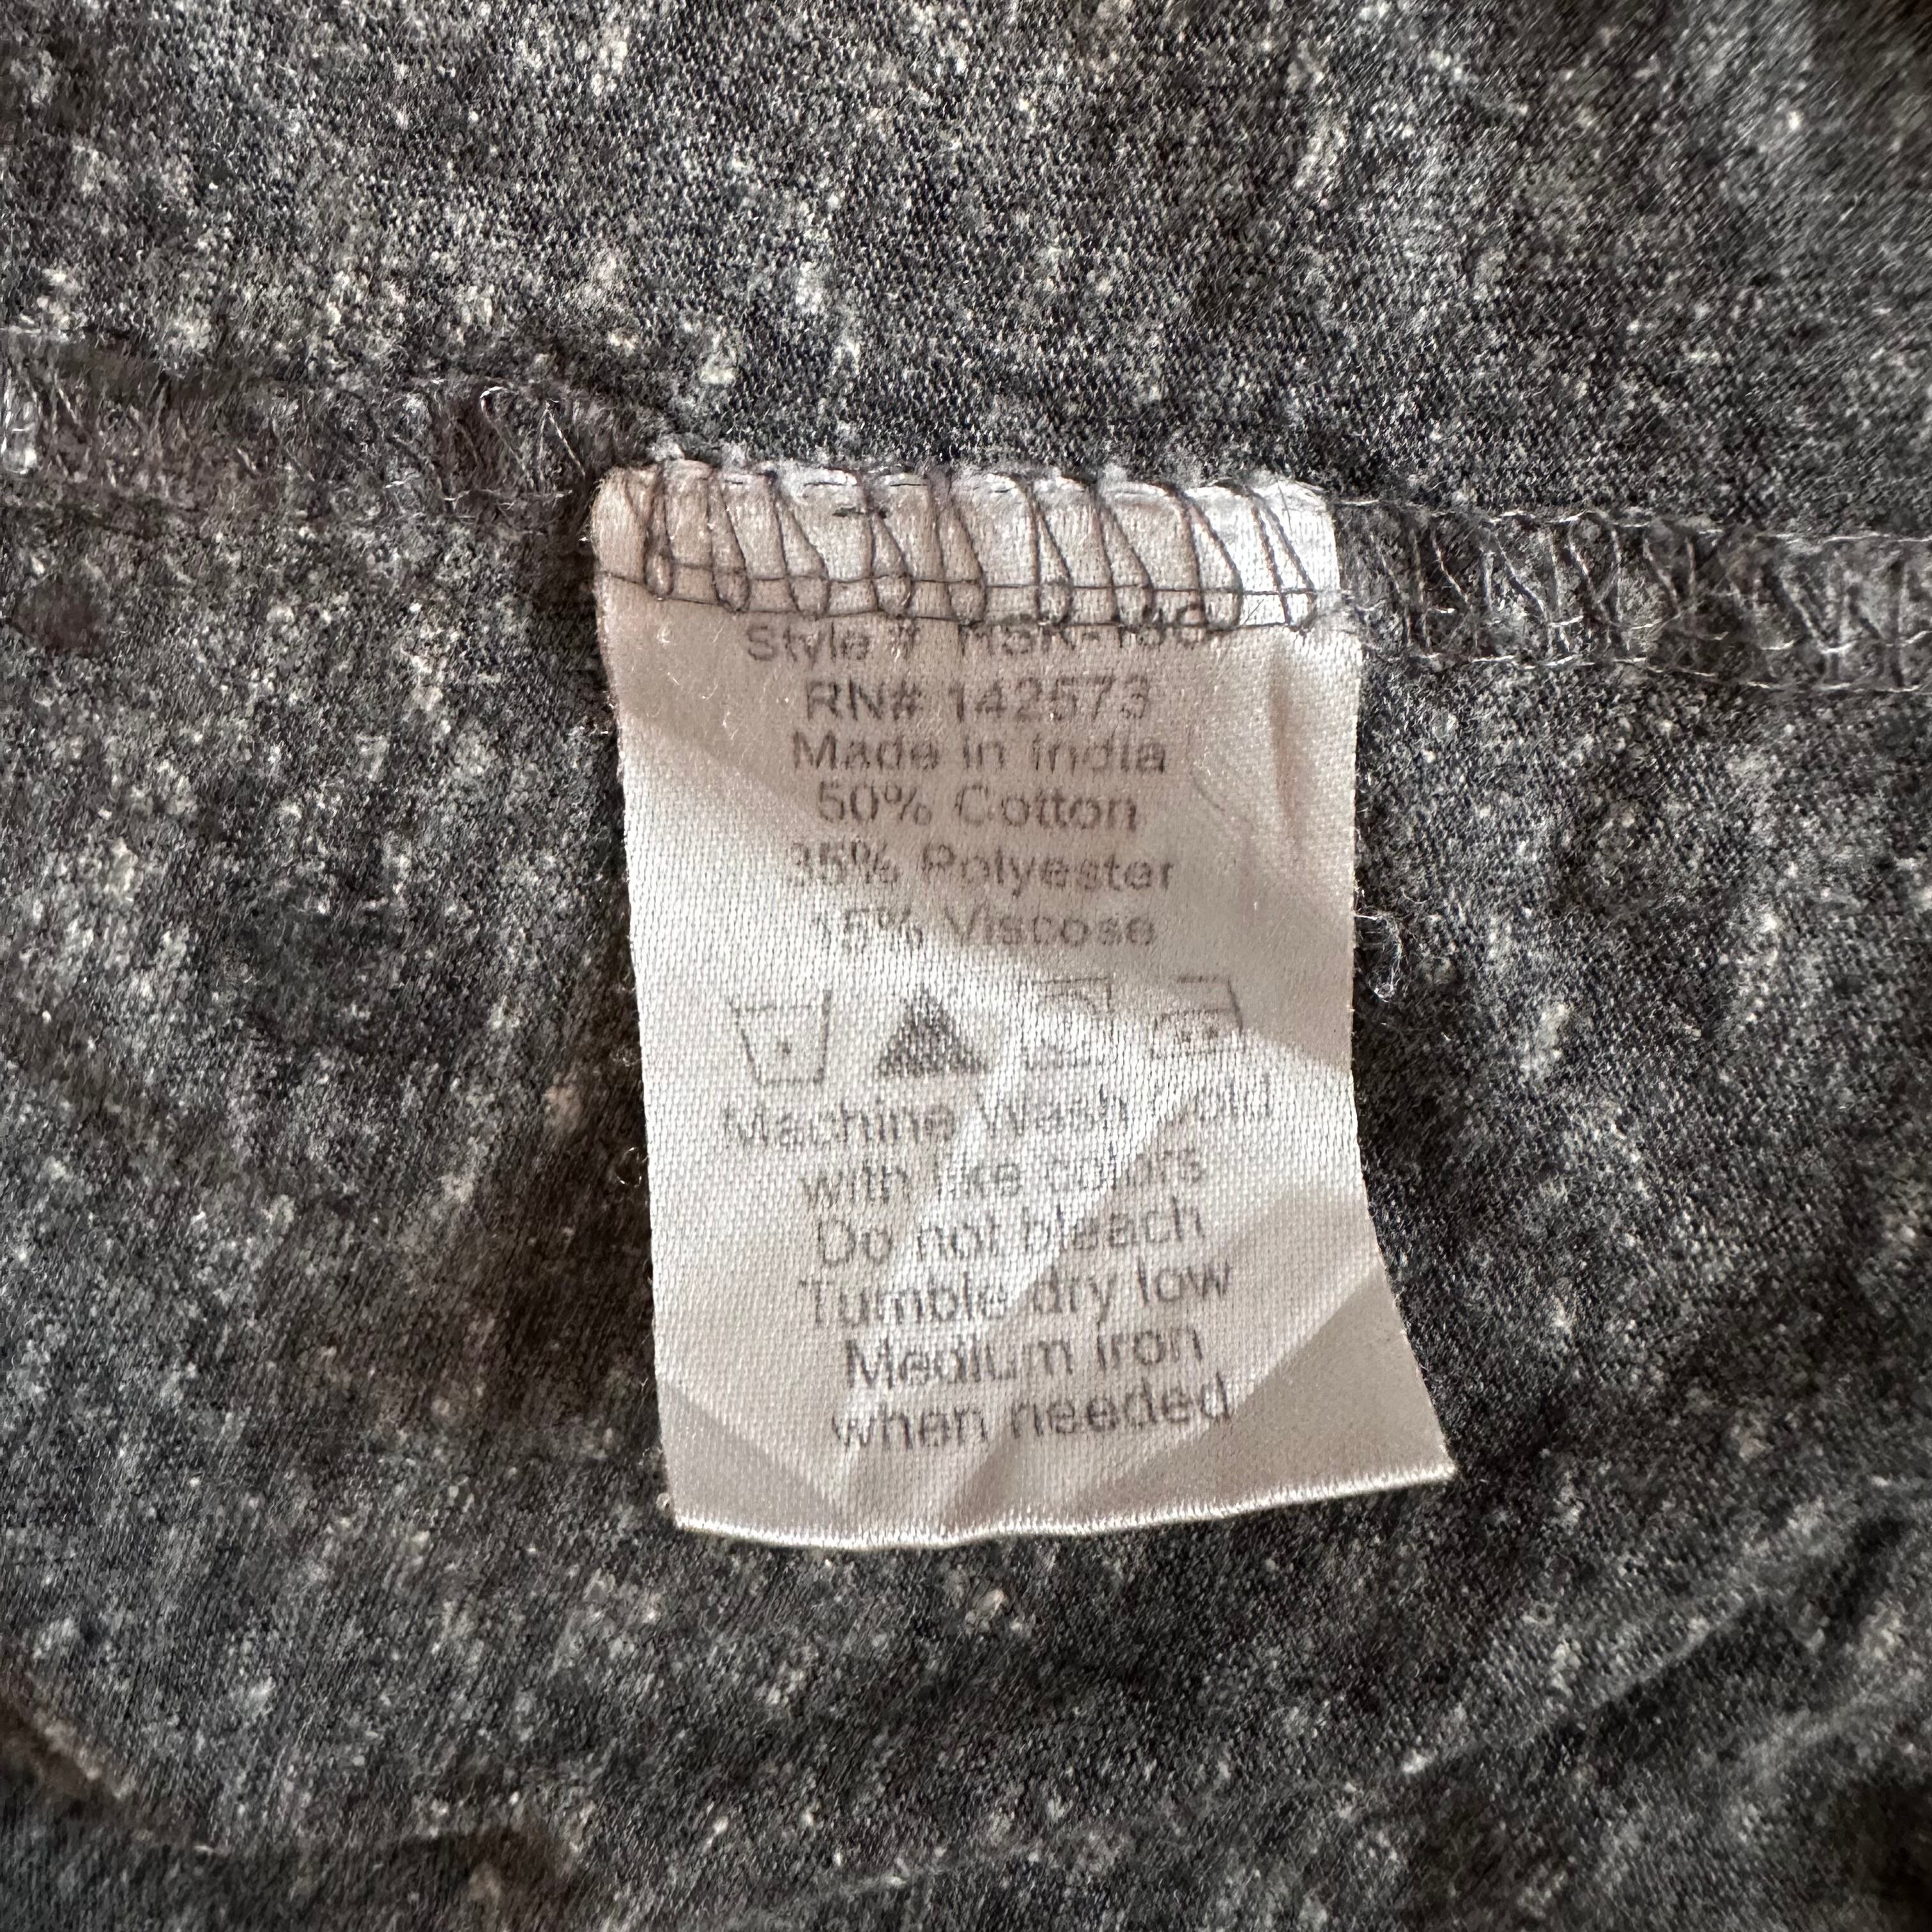 Style #
RN# 142573
Made in India
50% Cotton
35% Polyester
15% Viscose
Machine Wash Cold
with like colors
Do not bleach
Tumble dry low
Medium iron
when needed